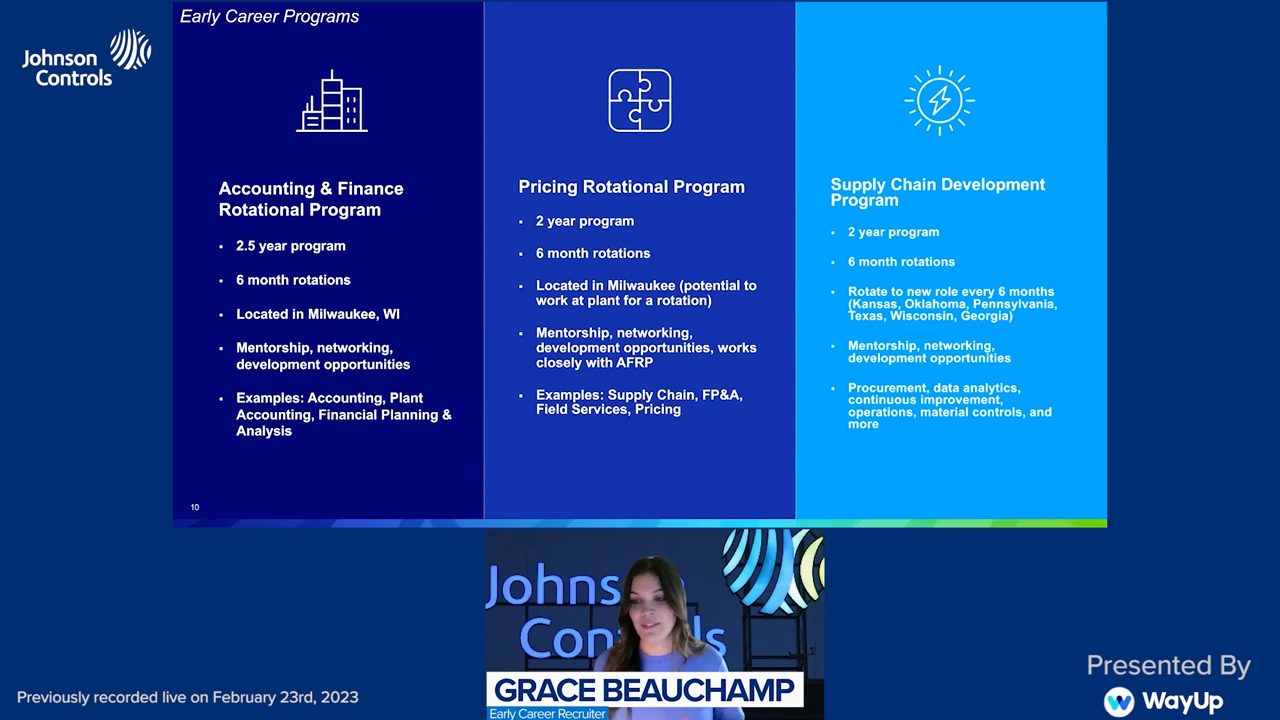 Early Career Programs
Johnson
Controls
Accounting & Finance
Rotational Program
▪ 2.5 year program
▪ 6 month rotations
▪ Located in Milwaukee, WI
▪ Mentorship, networking,
development opportunities
▪ Examples: Accounting, Plant
Accounting, Financial Planning &
Analysis
10
Pricing Rotational Program
▪ 2 year program
▪ 6 month rotations
▪ Located in Milwaukee (potential to
work at plant for a rotation)
▪ Mentorship, networking,
development opportunities, works
closely with AFRP
▪ Examples: Supply Chain, FP&A,
Field Services, Pricing
Supply Chain Development
Program
▪ 2 year program
▪ 6 month rotations
▪ Rotate to new role every 6 months
(Kansas, Oklahoma, Pennsylvania,
Texas, Wisconsin, Georgia)
▪ Mentorship, networking,
development opportunities
▪ Procurement, data analytics,
continuous improvement,
operations, material controls, and
more
Johns
Con ls
GRACE BEAUCHAMP
Early Career Recruiter
Previously recorded live on February 23rd, 2023
Presented By
WayUp